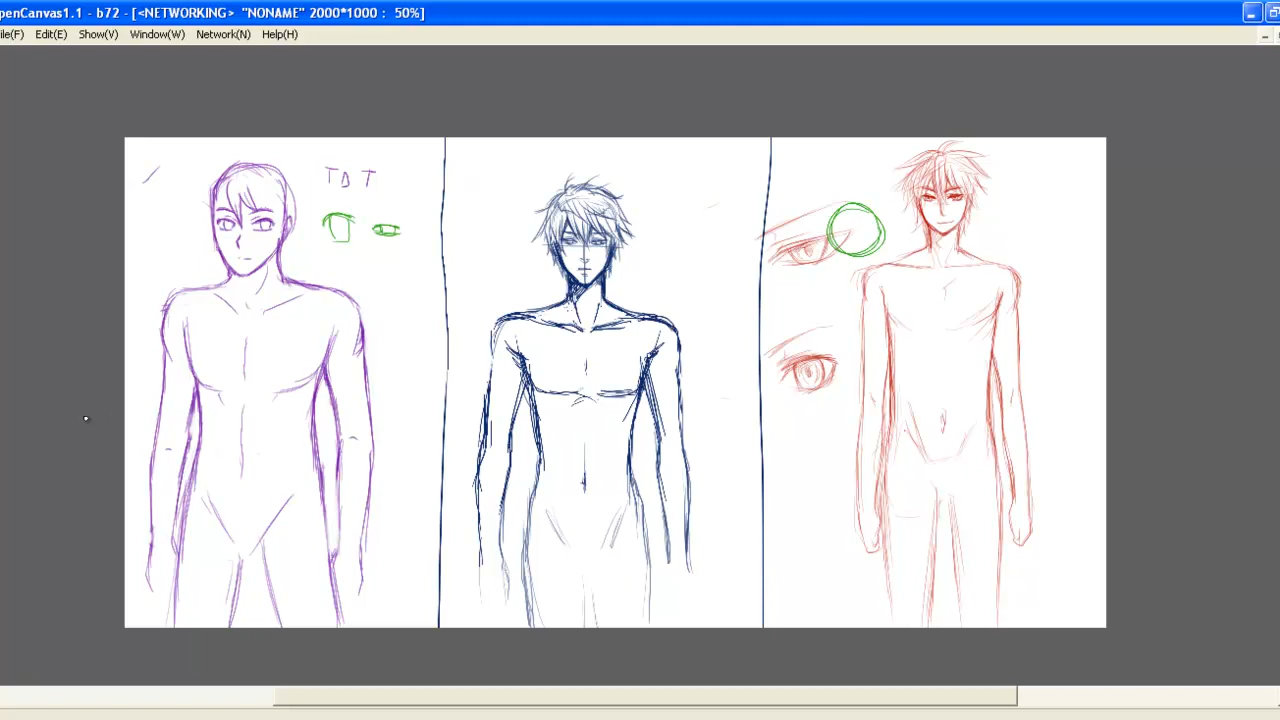 penCanvas1.1 - b72 - [<NETWORKING> "NONAME" 2000*1000 : 50%]
ile(F) Edit(E) Show(V) Window(W) Network(N) Help(H)
T D T